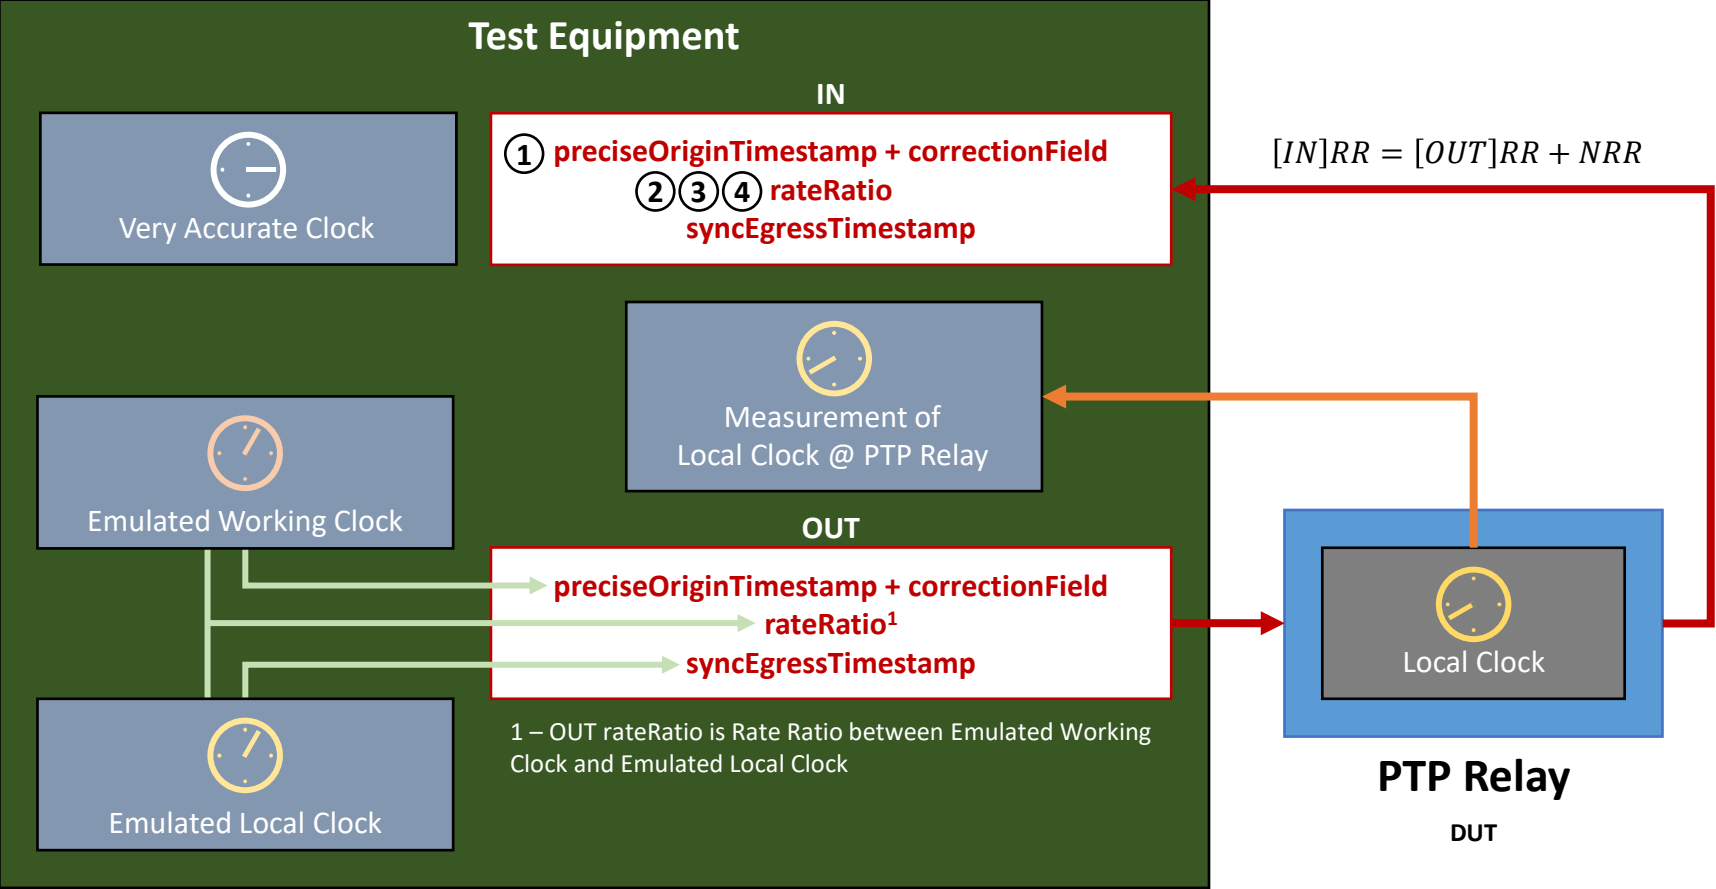 Test Equipment
IN
① preciseOriginTimestamp + correctionField
② ③ ④ rateRatio
syncEgressTimestamp
[IN]RR = [OUT]RR + NRR
Very Accurate Clock
Measurement of
Local Clock @ PTP Relay
Emulated Working Clock
OUT
preciseOriginTimestamp + correctionField
rateRatio¹
syncEgressTimestamp
Local Clock
1 – OUT rateRatio is Rate Ratio between Emulated Working
Clock and Emulated Local Clock
Emulated Local Clock
PTP Relay
DUT